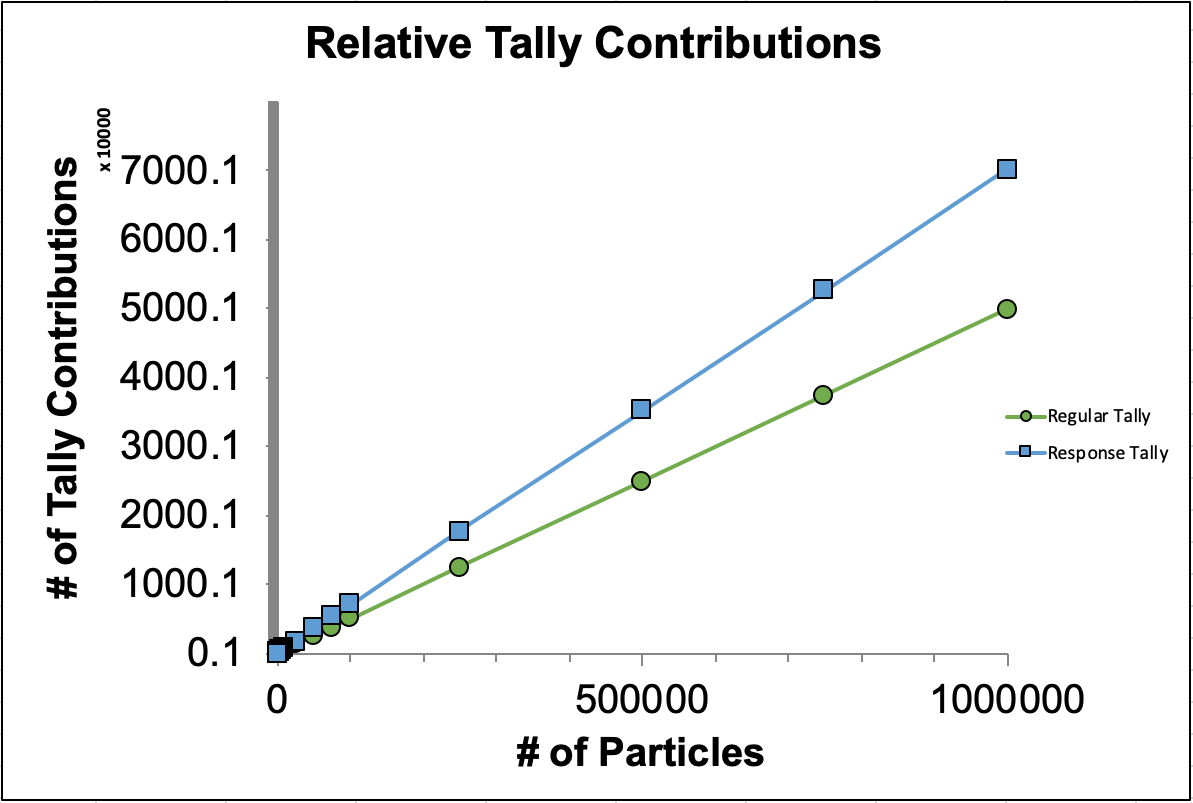 Relative Tally Contributions
# of Tally Contributions
x 10000
7000.1
6000.1
5000.1
4000.1
3000.1
2000.1
1000.1
0.1
0
500000
1000000
# of Particles
Regular Tally
Response Tally